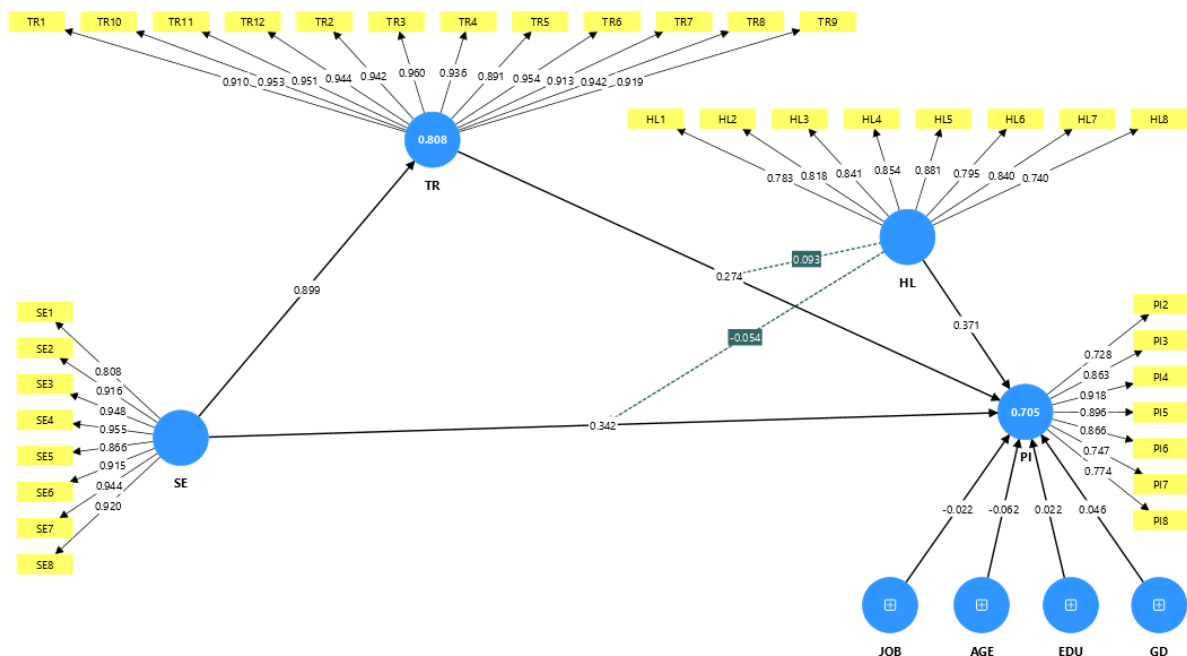 TR1 TR10 TR11 TR12 TR2 TR3 TR4 TR5 TR6 TR7 TR8 TR9
0.910 0.953 0.951 0.944 0.942 0.960 0.936 0.891 0.954 0.913 0.942 0.919
0.808
TR
HL1 HL2 HL3 HL4 HL5 HL6 HL7 HL8
0.783 0.818 0.841 0.854 0.881 0.795 0.840 0.740
HL
0.093
0.274
0.899
-0.054
0.371
0.342
SE1
SE2
SE3
SE4
SE5
SE6
SE7
SE8
0.808
0.916
0.948
0.955
0.866
0.915
0.944
0.920
SE
PI2
PI3
PI4
PI5
PI6
PI7
PI8
0.728
0.863
0.918
0.896
0.866
0.747
0.774
0.705
PI
-0.022 -0.062 0.022 0.046
JOB AGE EDU GD